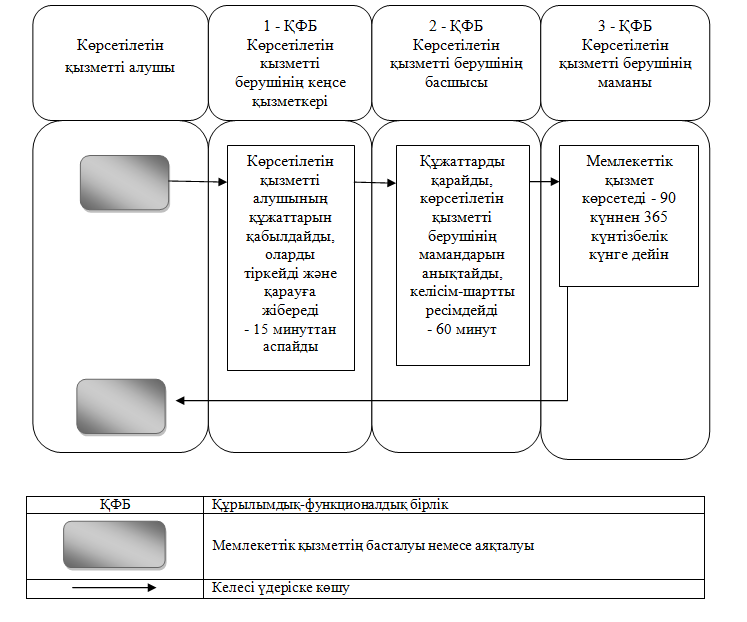 Көрсетілетін
қызметті алушы
1 - ҚФБ
Көрсетілетін
кызметті
берушінің кеңсе
қызметкері
2 - ҚФБ
Көрсетілетін
қызметті берушінің
басшысы
3 - ҚФБ
Көрсетілетін
қызметті берушінің
маманы
Көрсетілетін
қызметті
алушының
құжаттарын
қабылдайды,
оларды
тіркейді және
қарауға
жібереді
- 15 минуттан
аспайды
Құжаттарды
қарайды,
көрсетілетін
қызметті
берушінің
мамандарын
анықтайды,
келісім-шартты
ресімдейді
- 60 минут
Мемлекеттік
қызмет
көрсетеді - 90
күннен 365
күнтізбелік
күнге дейін
ҚФБ
Құрылымдық-функционалдық бірлік
Мемлекеттік қызметтің басталуы немесе аяқталуы
Келесі үдеріске көшу